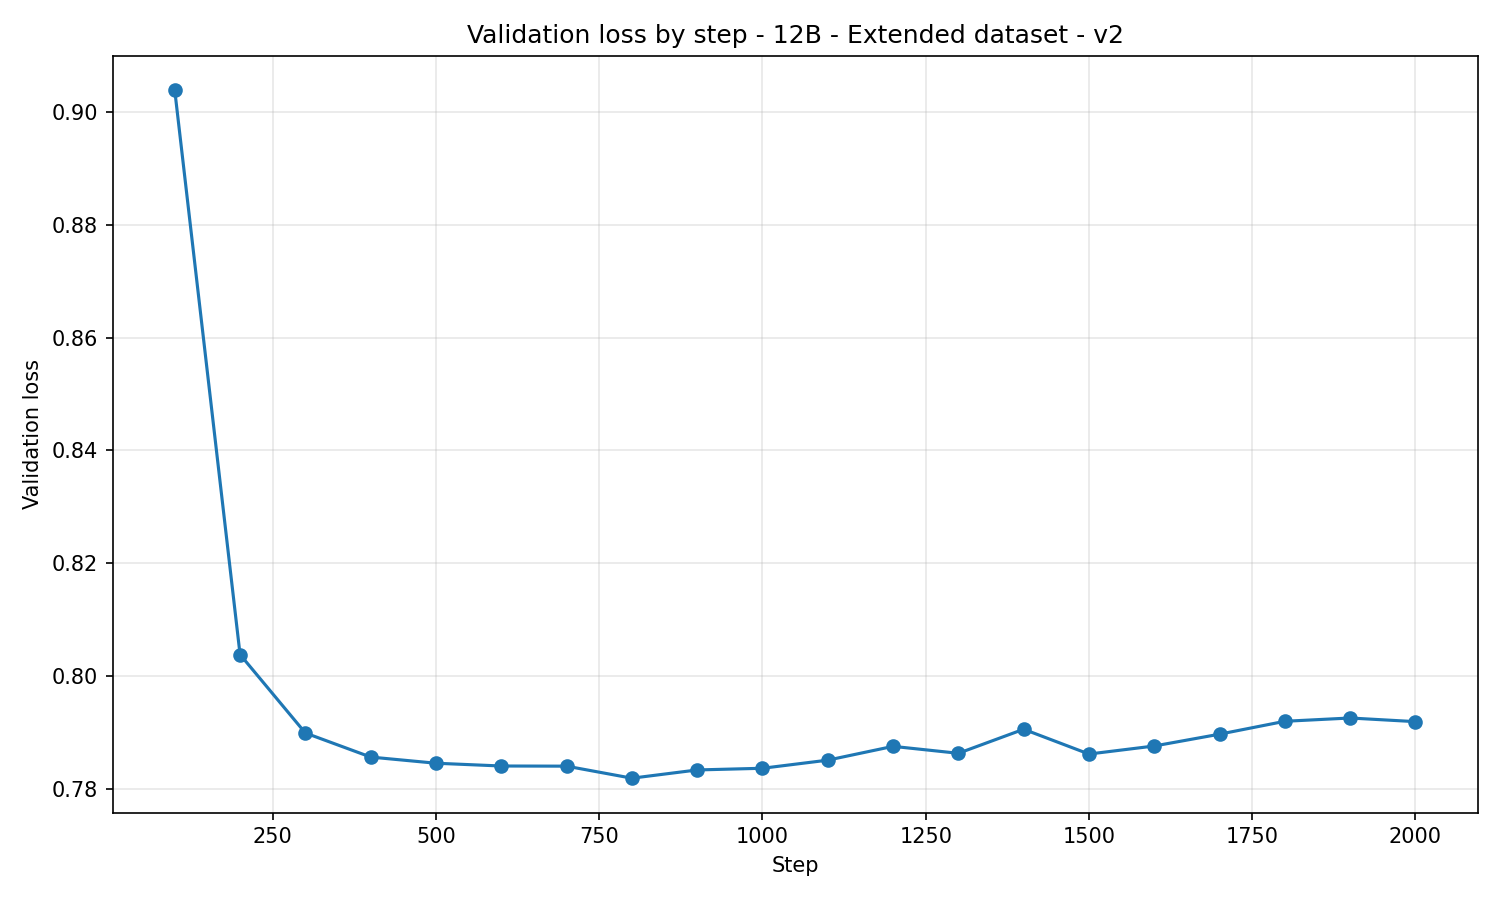 Validation loss by step - 12B - Extended dataset - v2
Validation loss
0.90
0.88
0.86
0.84
0.82
0.80
0.78
250 500 750 1000 1250 1500 1750 2000
Step